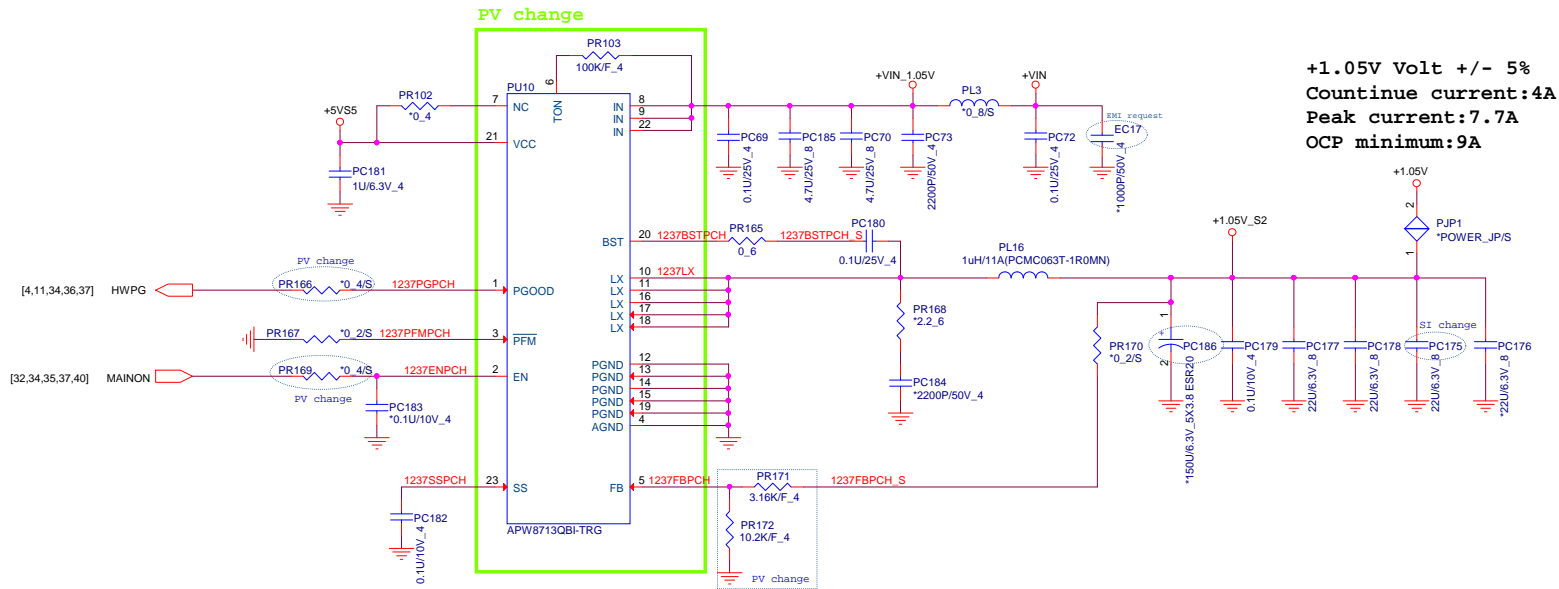 PV change
PR103
100K/F_4
6
TON
PU10
+5VS5
PR102
*0_4
7
NC
21
VCC
PC181
1U/6.3V_4
IN
8
IN
9
IN
22
+VIN_1.05V
PL3
*0_8/S
+VIN
PC69
0.1U/25V_4
PC185
4.7U/25V_8
PC70
4.7U/25V_8
PC73
2200P/50V_4
PC72
0.1U/25V_4
EMI request
EC17
*1000P/50V_4
+1.05V Volt +/- 5%
Countinue current:4A
Peak current:7.7A
OCP minimum:9A
+1.05V
2
PJP1
*POWER_JP/S
1
+1.05V_S2
BST
20
1237BSTPCH
PR165
0_6
1237BSTPCH_S
PC180
0.1U/25V_4
LX
10
1237LX
LX
11
LX
16
LX
17
LX
18
PL16
1uH/11A(PCMC063T-1R0MN)
PR168
*2.2_6
PC184
*2200P/50V_4
PV change
[4,11,34,36,37]
HWPG
PR166
*0_4/S
1237PGPCH
1
PGOOD
PR167
*0_2/S
1237PFMPCH
3
PFM
[32,34,35,37,40]
MAINON
PR169
*0_4/S
1237ENPCH
2
EN
PV change
PC183
*0.1U/10V_4
PGND
12
PGND
13
PGND
14
PGND
15
PGND
19
AGND
4
PR170
*0_2/S
1
+
PC186
2
*150U/6.3V_5X3.8 ESR20
PC179
0.1U/10V_4
PC177
22U/6.3V_8
PC178
22U/6.3V_8
SI change
PC175
22U/6.3V_8
PC176
*22U/6.3V_8
1237SSPCH
23
SS
PC182
0.1U/10V_4
FB
5
1237FBPCH
PR171
3.16K/F_4
1237FBPCH_S
PR172
10.2K/F_4
PV change
APW8713QBI-TRG